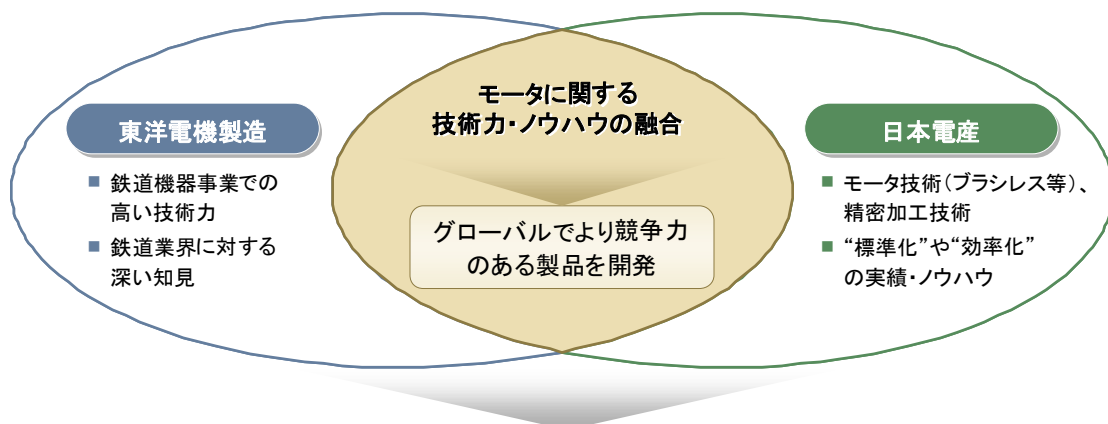 モータに関する
技術力・ノウハウの融合
東洋電機製造
■ 鉄道機器事業での
高い技術力
■ 鉄道業界に対する
深い知見
グローバルでより競争力
のある製品を開発
日本電産
■ モータ技術(ブラシレス等)、
精密加工技術
■ “標準化”や“効率化”
の実績・ノウハウ